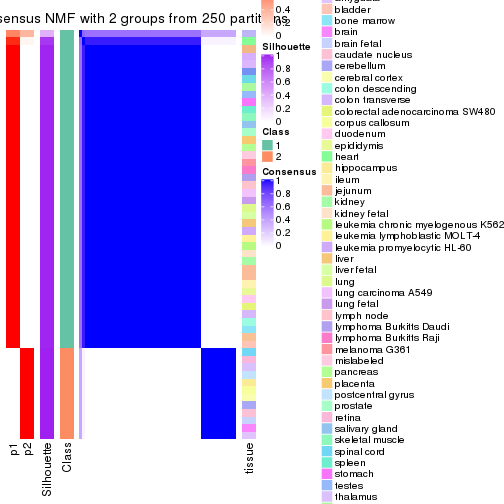 sensus NMF with 2 groups from 250 partitions
0.4
0.2
0
Silhouette
1
0.8
0.6
0.4
0.2
0
Class
1
2
Consensus
1
0.8
0.6
0.4
0.2
0
bladder
bone marrow
brain
brain fetal
caudate nucleus
cerebellum
cerebral cortex
colon descending
colon transverse
colorectal adenocarcinoma SW480
corpus callosum
duodenum
epididymis
heart
hippocampus
ileum
jejunum
kidney
kidney fetal
leukemia chronic myelogenous K562
leukemia lymphoblastic MOLT-4
leukemia promyelocytic HL-60
liver
liver fetal
lung
lung carcinoma A549
lung fetal
lymph node
lymphoma Burkitts Daudi
lymphoma Burkitts Raji
melanoma G361
mislabeled
pancreas
placenta
postcentral gyrus
prostate
retina
salivary gland
skeletal muscle
spinal cord
spleen
stomach
testes
thalamus
p1
p2
Silhouette
Class
tissue